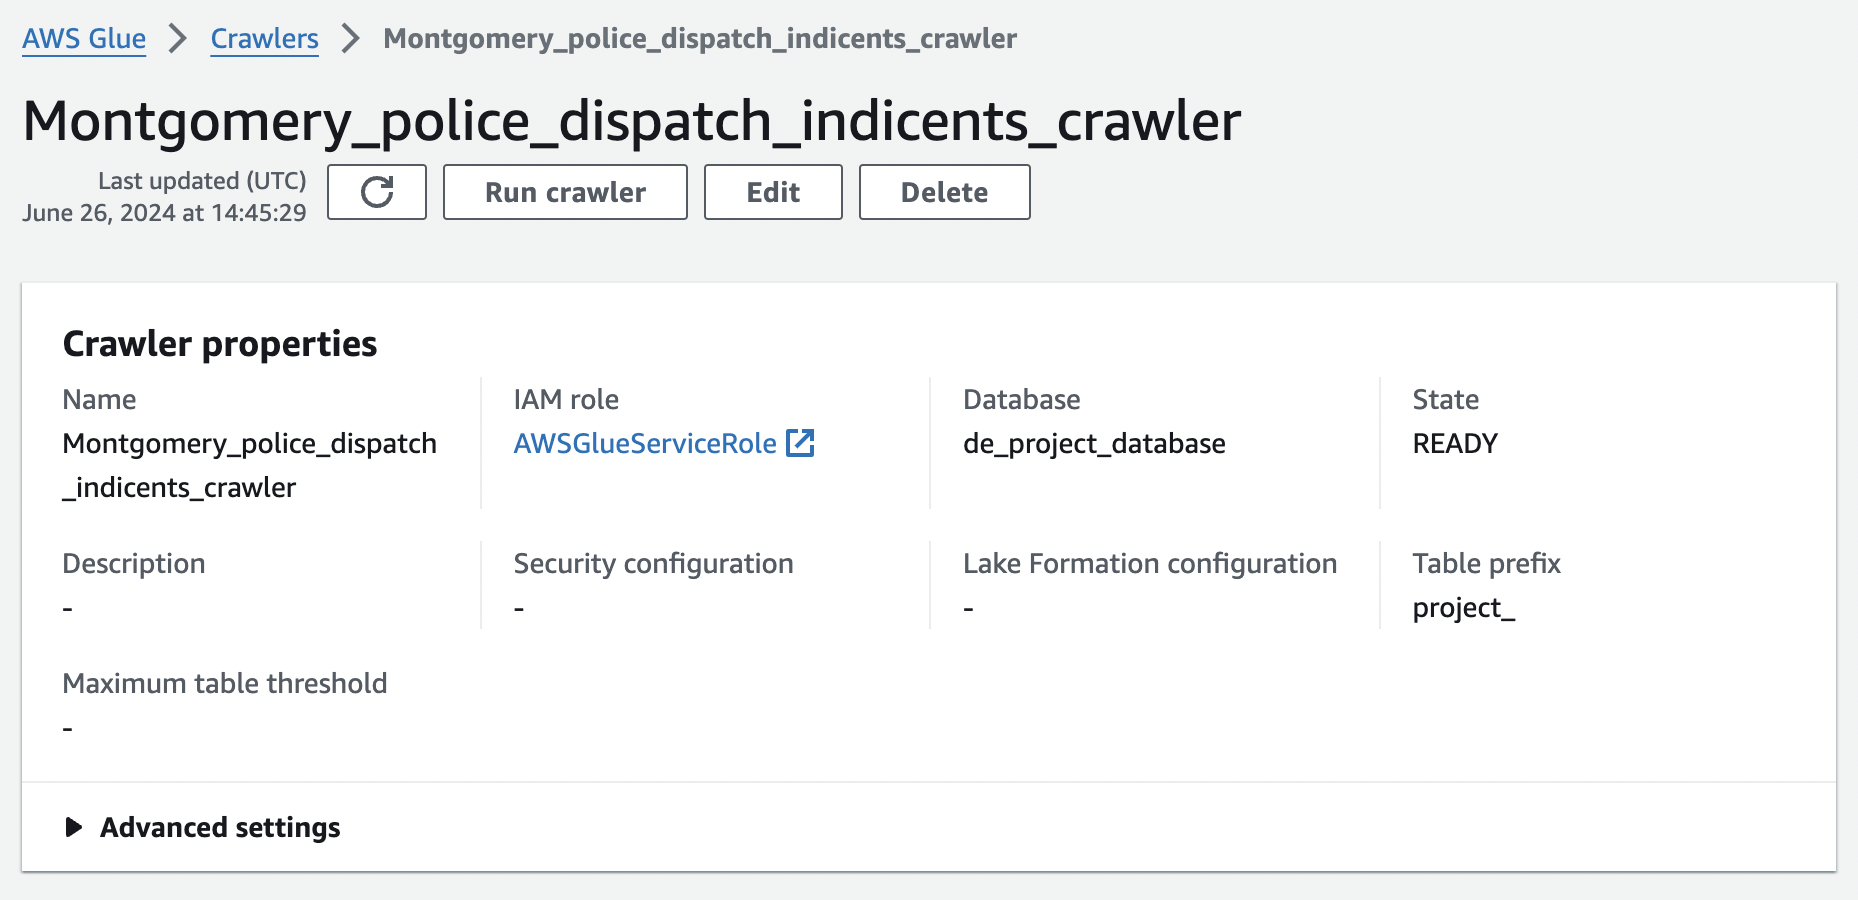 AWS Glue > Crawlers > Montgomery_police_dispatch_indicents_crawler
Montgomery_police_dispatch_indicents_crawler
Last updated (UTC)
June 26, 2024 at 14:45:29
Run crawler Edit Delete
Crawler properties
Name IAM role Database State
Montgomery_police_dispatch AWSGlueServiceRole de_project_database READY
_indicents_crawler
Description Security configuration Lake Formation configuration Table prefix
- - - project_
Maximum table threshold
-
Advanced settings